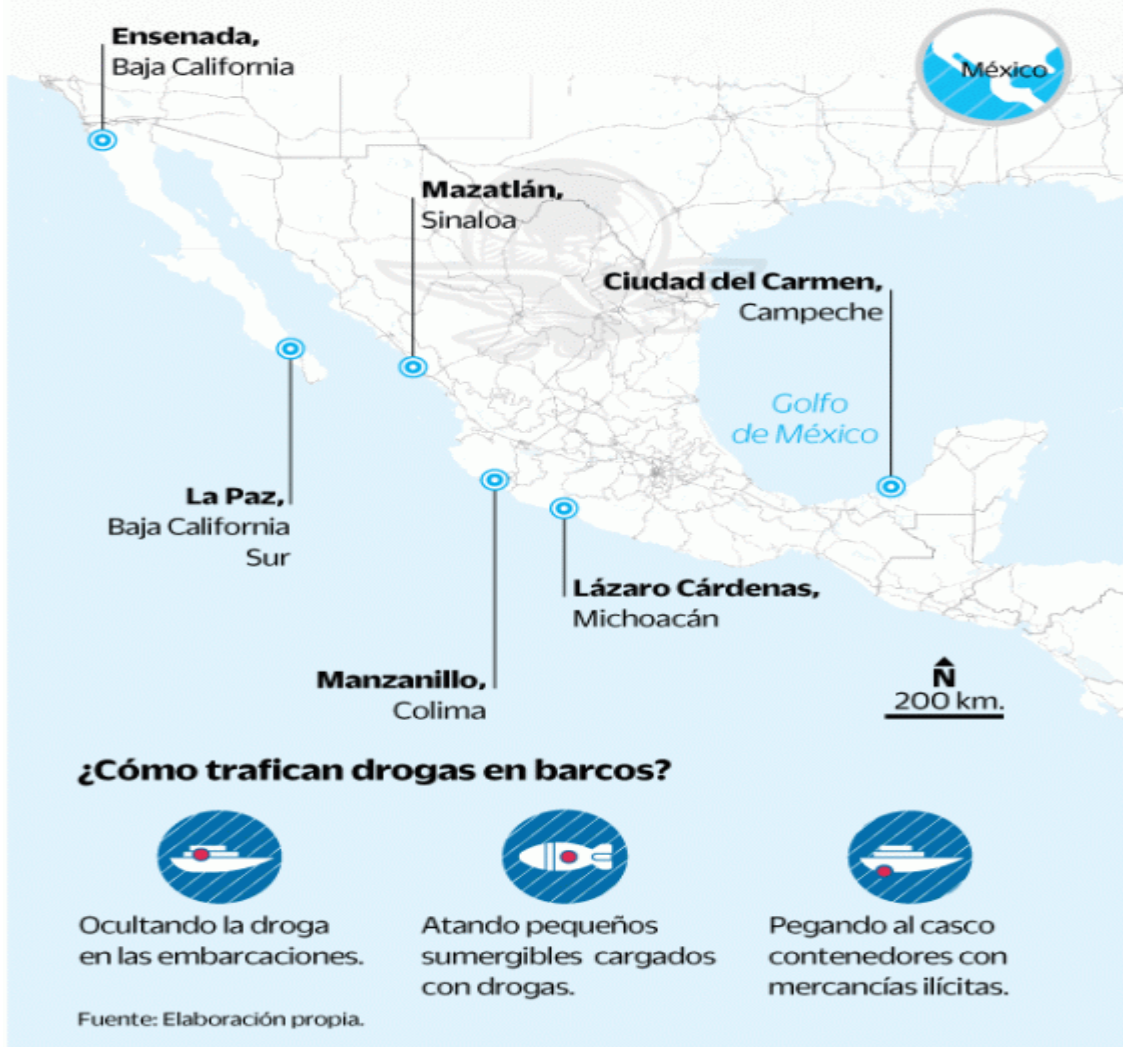 Ensenada,
Baja California
México
Mazatlán,
Sinaloa
Ciudad del Carmen,
Campeche
Golfo
de México
La Paz,
Baja California
Sur
Lázaro Cárdenas,
Michoacán
Manzanillo,
Colima
N
200 km.
¿Cómo trafican drogas en barcos?
Ocultando la droga
en las embarcaciones.
Atando pequeños
sumergibles cargados
con drogas.
Pegando al casco
contenedores con
mercancías ilícitas.
Fuente: Elaboración propia.